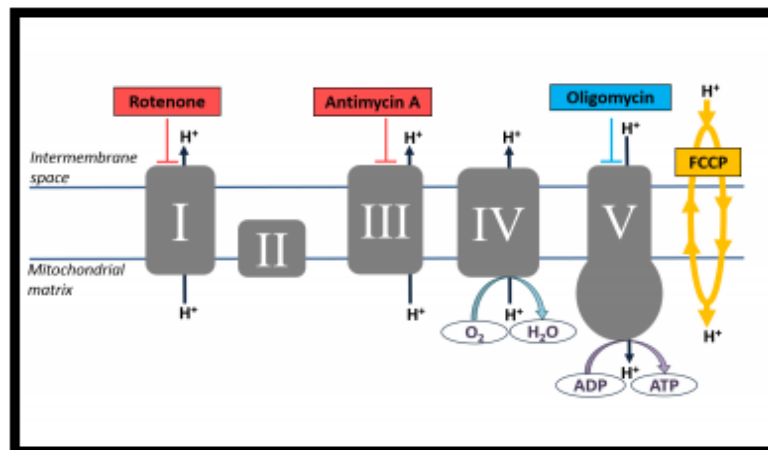 Rotenone
Antimycin A
Oligomycin
H⁺
H⁺
H⁺
H⁺
H⁺
Intermembrane
space
FCCP
I
II
III
IV
V
Mitochondrial
matrix
H⁺
H⁺
H⁺
O₂
H₂O
H⁺
H⁺
ADP
ATP